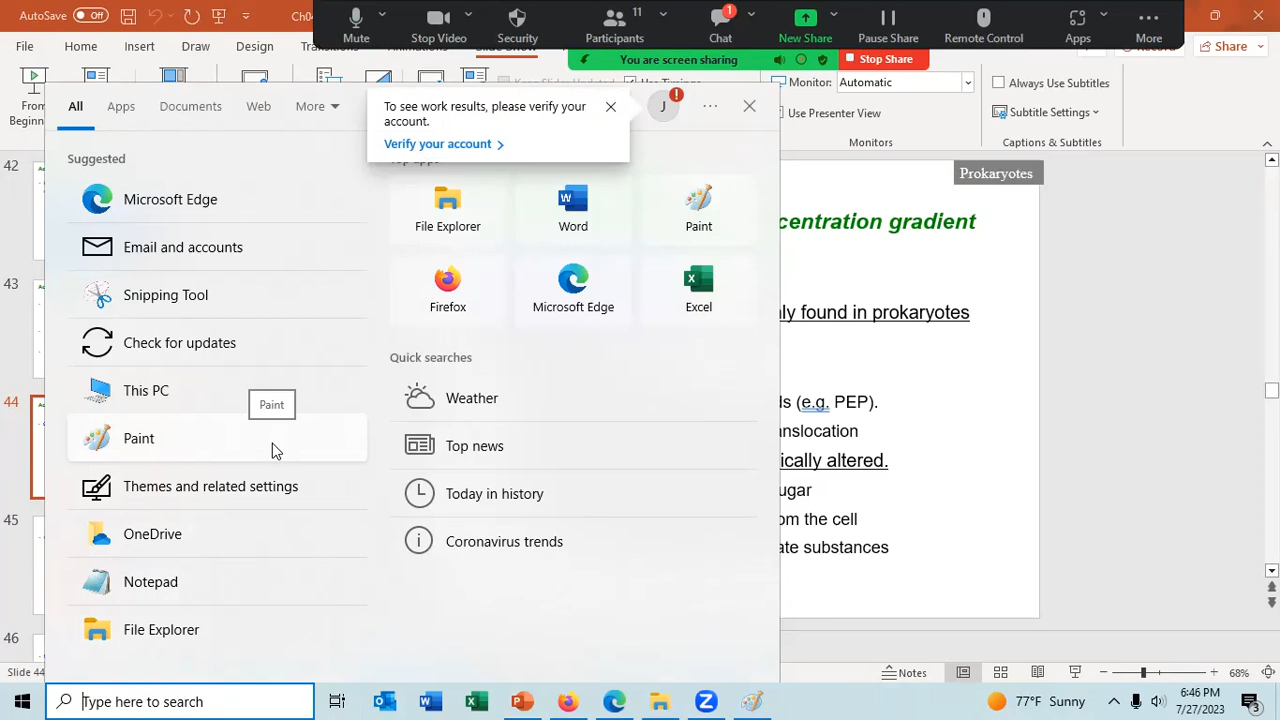 AutoSave Off
Mute
Stop Video
Security
Participants
11
Chat
1
New Share
Pause Share
Remote Control
Apps
More
You are screen sharing
Stop Share
File
Home
Insert
Draw
Design
Share
From
Monitor:
Automatic
Use Presenter View
Monitors
Always Use Subtitles
Subtitle Settings
Captions & Subtitles
All
Apps
Documents
Web
More
To see work results, please verify your
account.
Verify your account
J
Suggested
Microsoft Edge
Email and accounts
Snipping Tool
Check for updates
This PC
Paint
Paint
Themes and related settings
OneDrive
Notepad
File Explorer
File Explorer
Word
Paint
Firefox
Microsoft Edge
Excel
Quick searches
Weather
Top news
Today in history
Coronavirus trends
42
43
44
45
46
Prokaryotes
centration gradient
ly found in prokaryotes
ds (e.g. PEP).
nslocation
ically altered.
ugar
om the cell
ate substances
Slide 44
Notes
68%
Type here to search
77°F Sunny
6:46 PM
7/27/2023
3